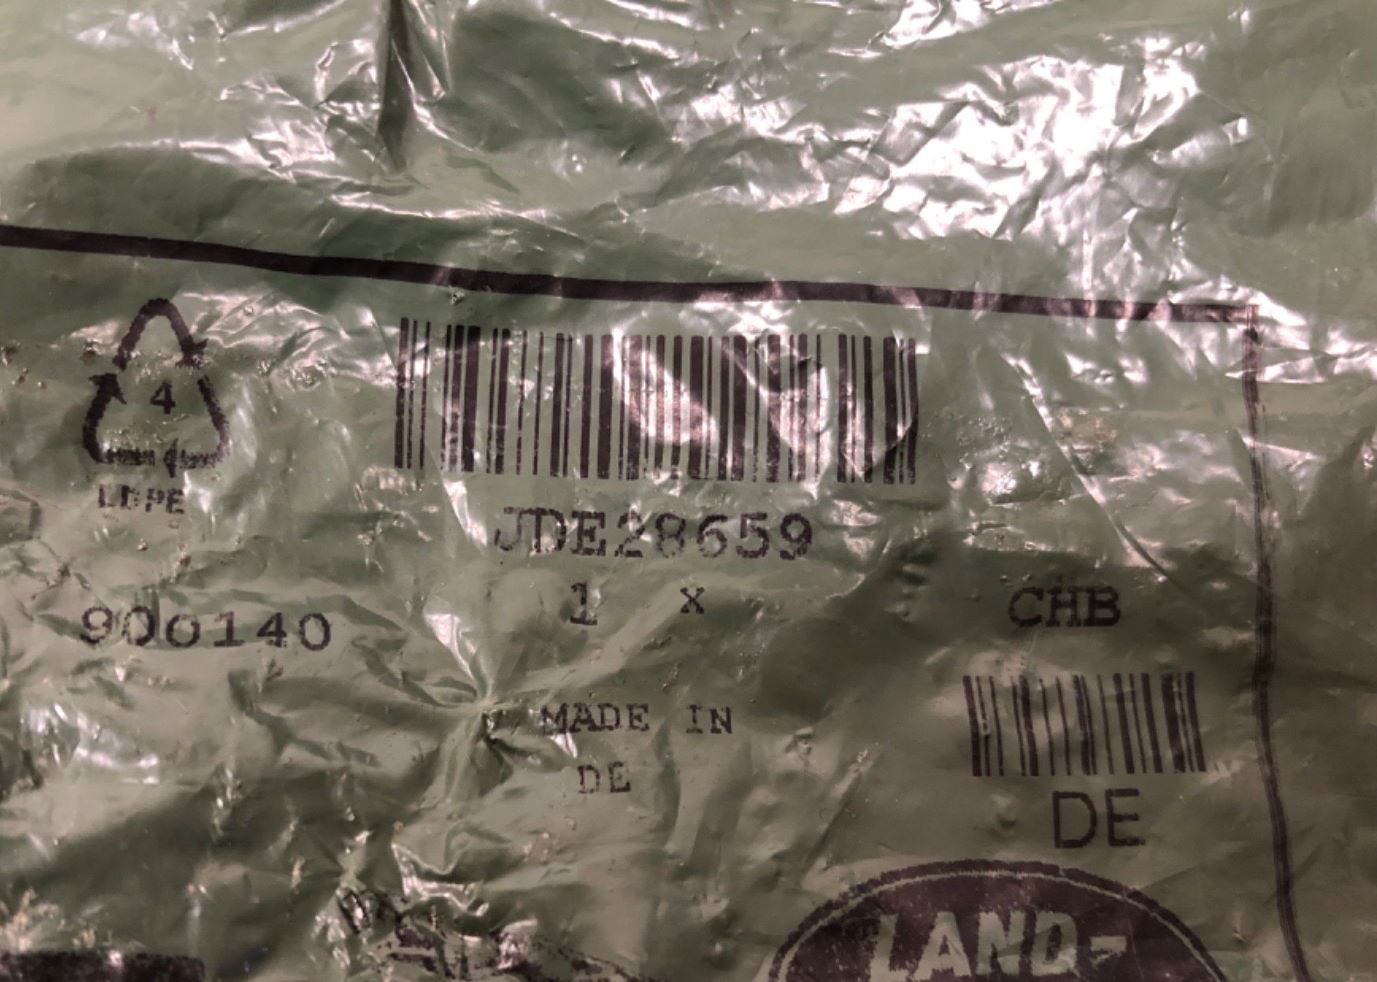 4
LDPE
JDE28659
1 x
CHB
900140
MADE IN
DE
DE
LAND-